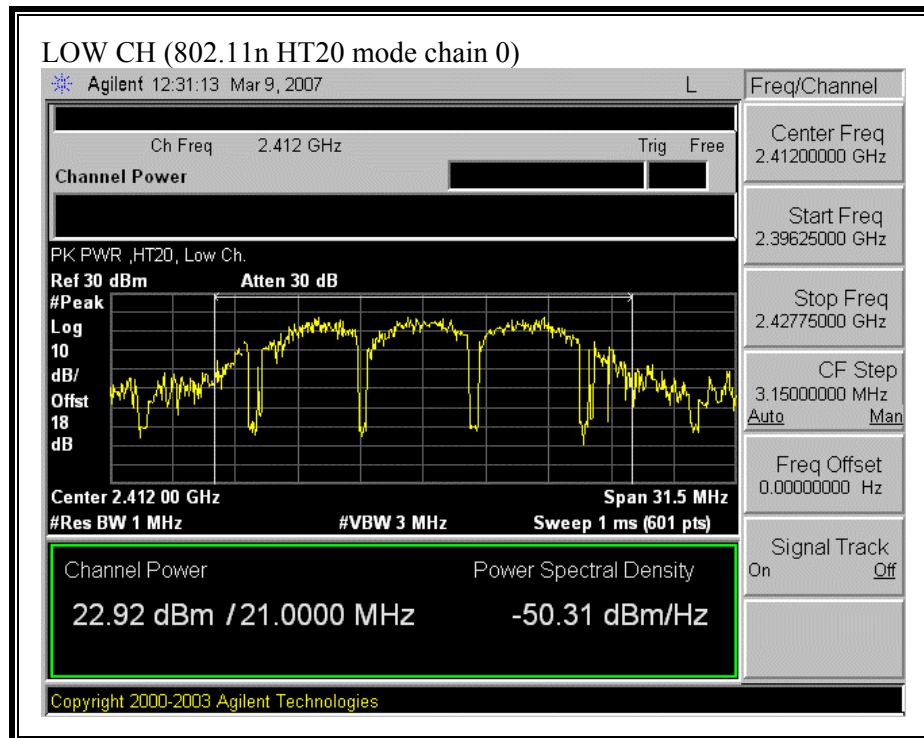 LOW CH (802.11n HT20 mode chain 0)
Agilent 12:31:13 Mar 9, 2007 L
Freq/Channel
Ch Freq 2.412 GHz Trig Free
Channel Power
Center Freq
2.41200000 GHz
Start Freq
2.39625000 GHz
Stop Freq
2.42775000 GHz
CF Step
3.15000000 MHz
Auto Man
Freq Offset
0.00000000 Hz
Signal Track
On Off
PK PWR ,HT20, Low Ch.
Ref 30 dBm Atten 30 dB
#Peak
Log
10
dB/
Offst
18
dB
Center 2.412 00 GHz Span 31.5 MHz
#Res BW 1 MHz #VBW 3 MHz Sweep 1 ms (601 pts)
Channel Power Power Spectral Density
22.92 dBm / 21.0000 MHz -50.31 dBm/Hz
Copyright 2000-2003 Agilent Technologies